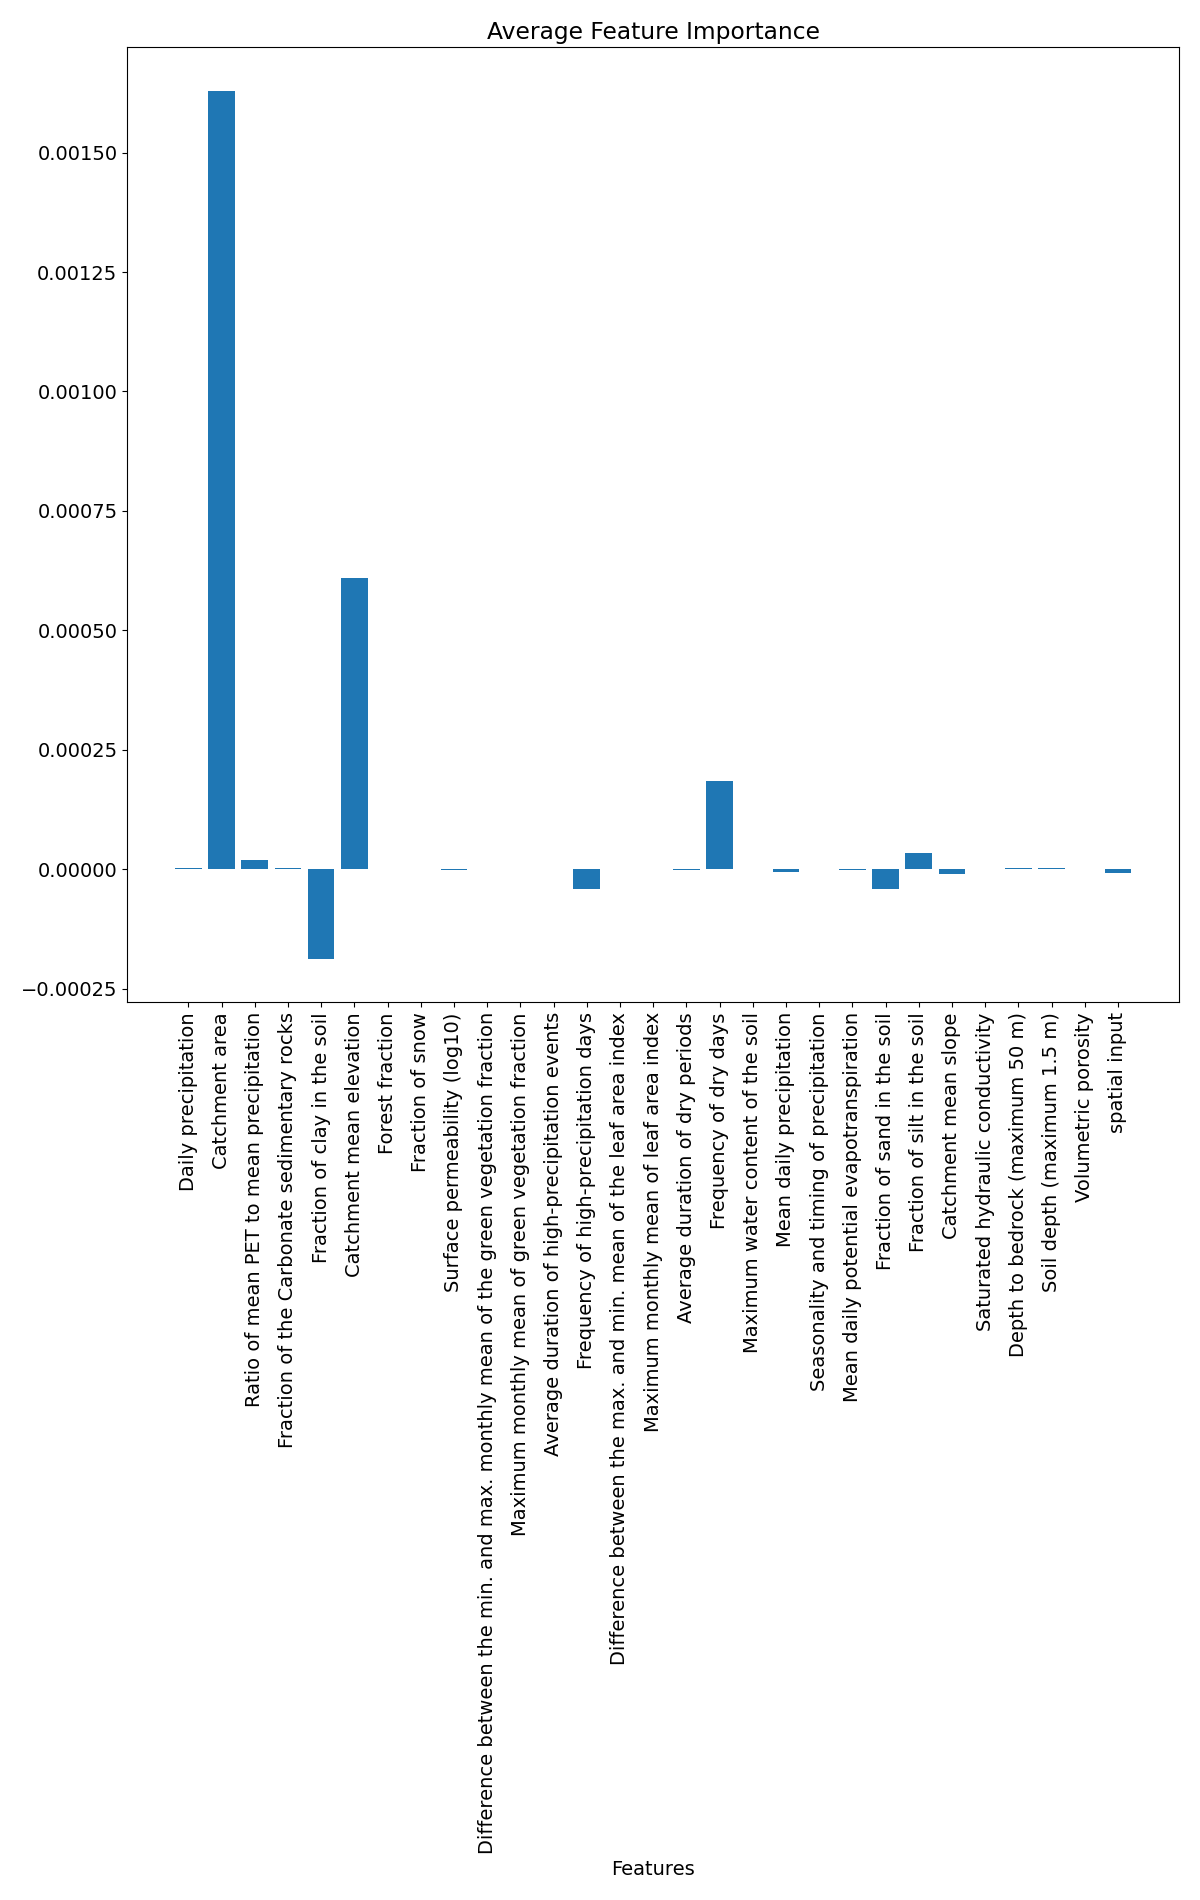 Average Feature Importance
0.00150
0.00125
0.00100
0.00075
0.00050
0.00025
0.00000
−0.00025
Daily precipitation
Catchment area
Ratio of mean PET to mean precipitation
Fraction of the Carbonate sedimentary rocks
Fraction of clay in the soil
Catchment mean elevation
Forest fraction
Fraction of snow
Surface permeability (log10)
Difference between the min. and max. monthly mean of the green vegetation fraction
Maximum monthly mean of green vegetation fraction
Average duration of high-precipitation events
Frequency of high-precipitation days
Difference between the max. and min. mean of the leaf area index
Maximum monthly mean of leaf area index
Average duration of dry periods
Frequency of dry days
Maximum water content of the soil
Mean daily precipitation
Seasonality and timing of precipitation
Mean daily potential evapotranspiration
Fraction of sand in the soil
Fraction of silt in the soil
Catchment mean slope
Saturated hydraulic conductivity
Depth to bedrock (maximum 50 m)
Soil depth (maximum 1.5 m)
Volumetric porosity
spatial input
Features